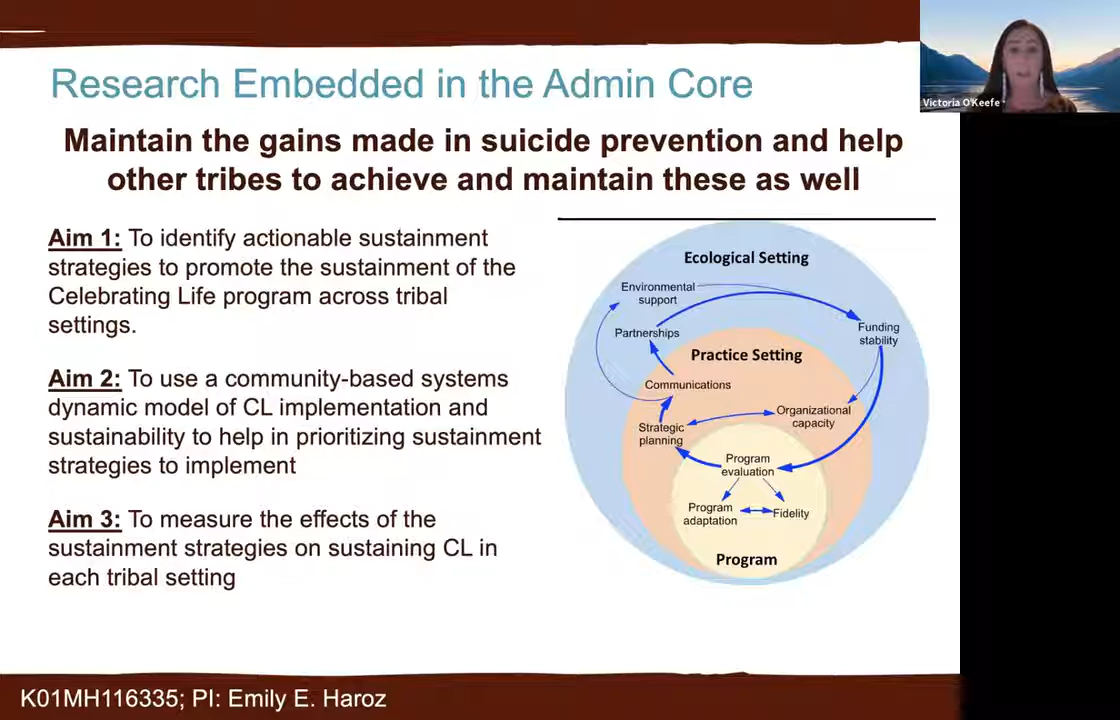 Research Embedded in the Admin Core
Victoria O'Keefe
Maintain the gains made in suicide prevention and help
other tribes to achieve and maintain these as well
Aim 1: To identify actionable sustainment
strategies to promote the sustainment of the
Celebrating Life program across tribal
settings.
Aim 2: To use a community-based systems
dynamic model of CL implementation and
sustainability to help in prioritizing sustainment
strategies to implement
Aim 3: To measure the effects of the
sustainment strategies on sustaining CL in
each tribal setting
Ecological Setting
Environmental
support
Partnerships
Funding
stability
Practice Setting
Communications
Organizational
capacity
Strategic
planning
Program
evaluation
Program
adaptation
Fidelity
Program
K01MH116335; PI: Emily E. Haroz